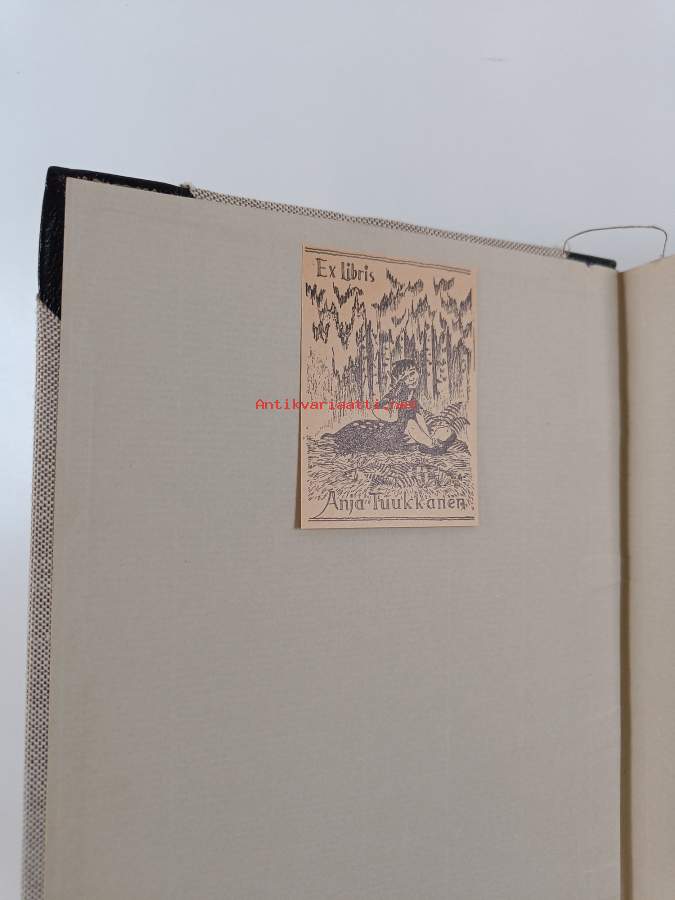 Ex Libris
Antikvariaatti.net
Anja Tuukkanen